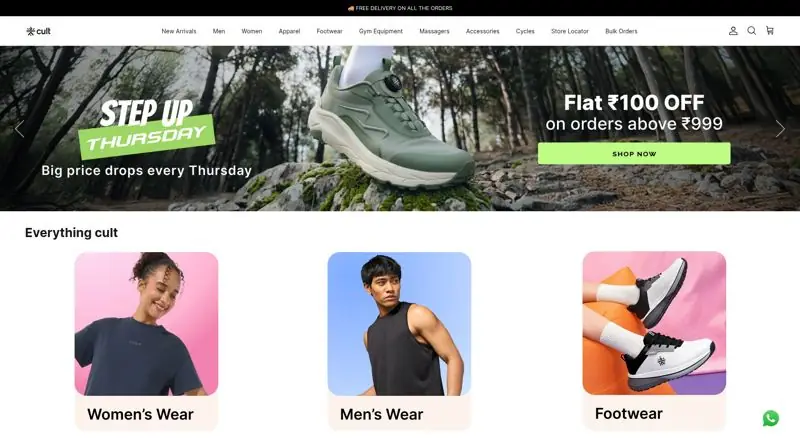 FREE DELIVERY ON ALL THE ORDERS
cult
New Arrivals Men Women Apparel Footwear Gym Equipment Massagers Accessories Cycles Store Locator Bulk Orders
STEP UP
THURSDAY
Big price drops every Thursday
Flat ₹100 OFF
on orders above ₹999
SHOP NOW
Everything cult
Women's Wear
Men's Wear
Footwear